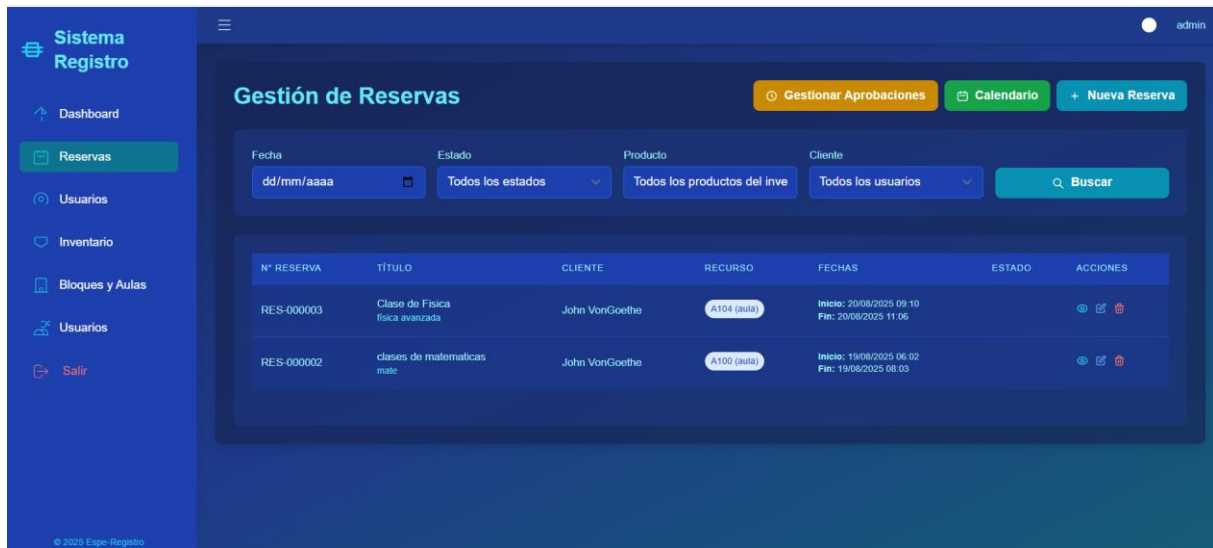 Sistema
Registro
Dashboard
Reservas
Usuarios
Inventario
Bloques y Aulas
Usuarios
Salir
© 2025 Espe-Registro
admin
Gestión de Reservas
Gestionar Aprobaciones
Calendario
+ Nueva Reserva
Fecha
Estado
Producto
Cliente
dd/mm/aaaa
Todos los estados
Todos los productos del inve
Todos los usuarios
Buscar
N° RESERVA TÍTULO CLIENTE RECURSO FECHAS ESTADO ACCIONES
RES-000003 Clase de Fisica John VonGoethe A104 (aula) Inicio: 20/08/2025 09:10
fisica avanzada Fin: 20/08/2025 11:06
RES-000002 clases de matematicas John VonGoethe A100 (aula) Inicio: 19/08/2025 06:02
mate Fin: 19/08/2025 08:03